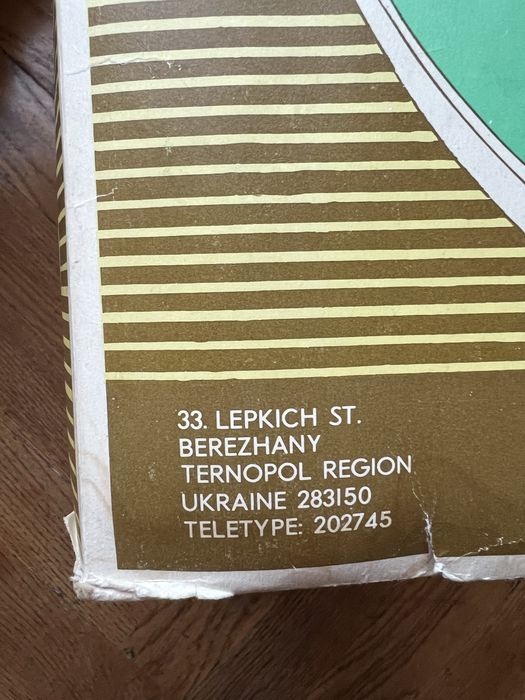 33. LEPKICH ST.
BEREZHANY
TERNOPOL REGION
UKRAINE 283150
TELETYPE: 202745